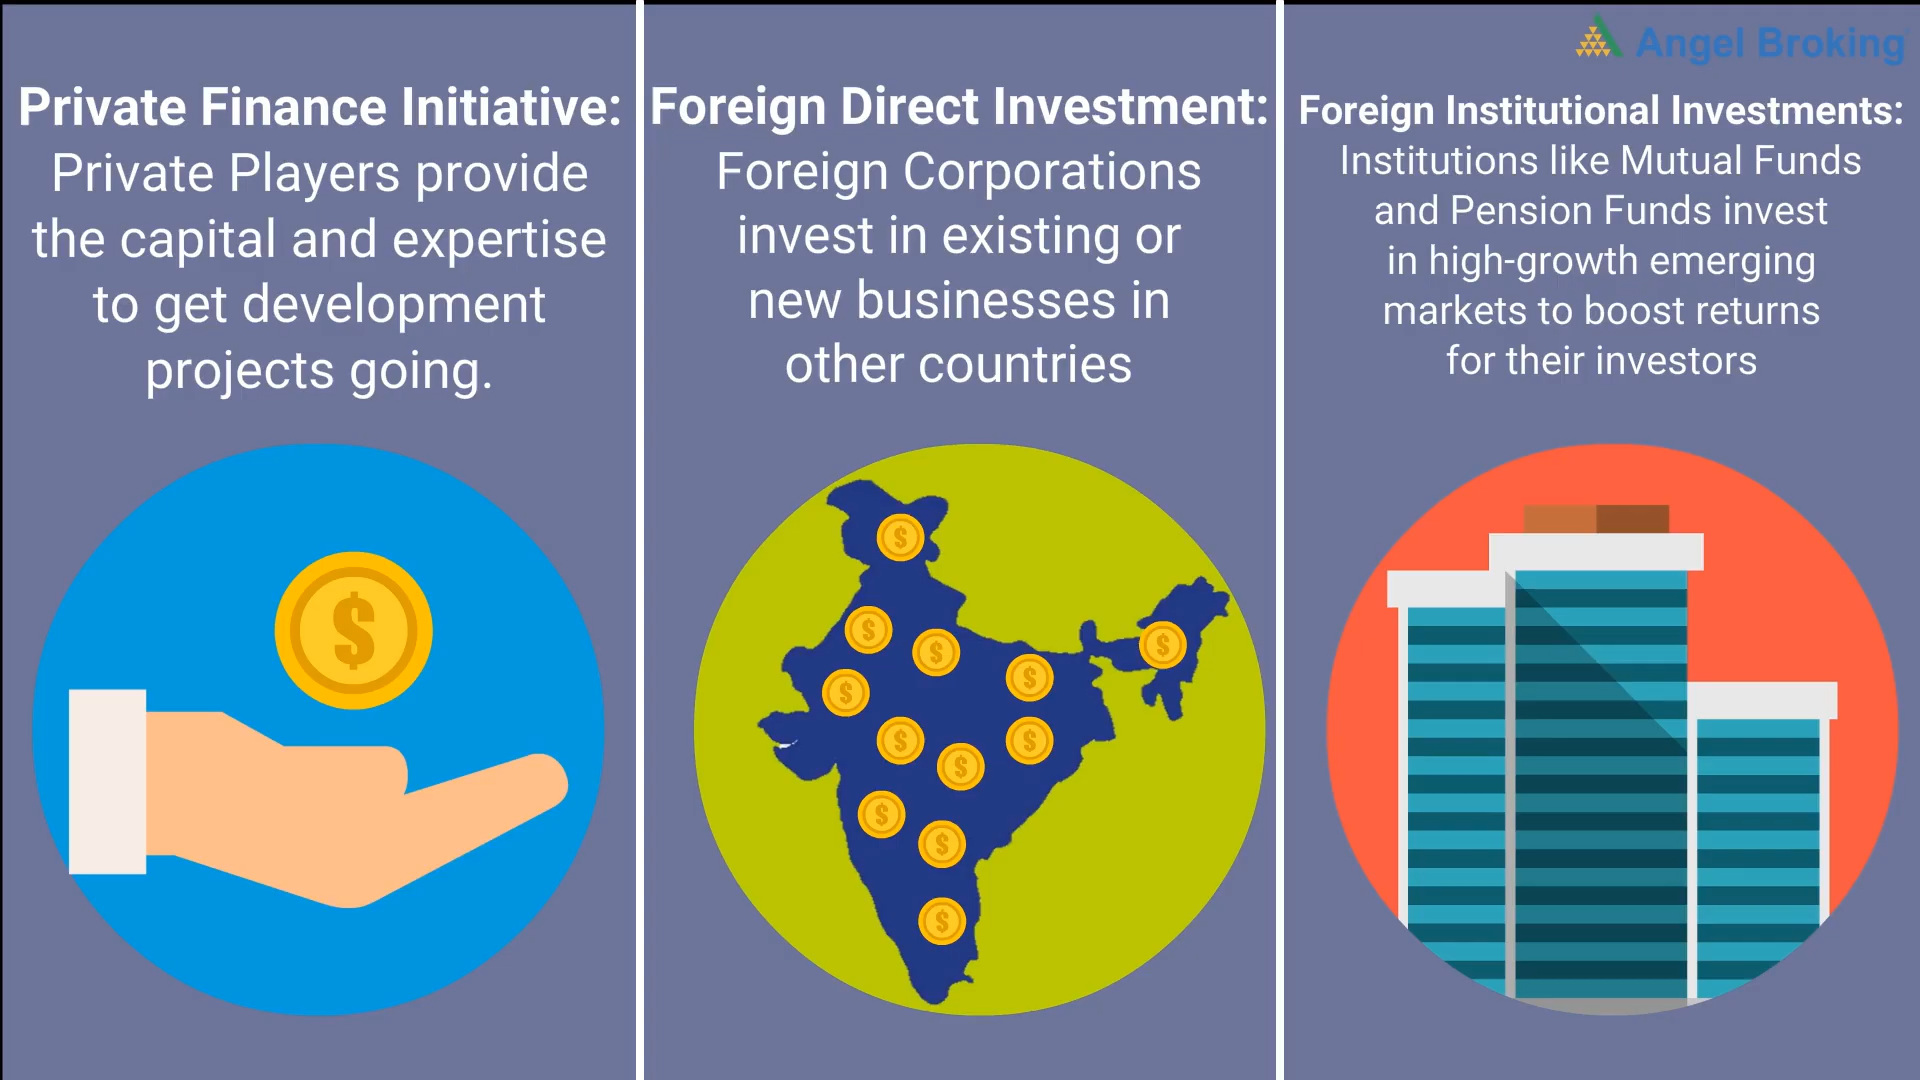 Angel Broking
Private Finance Initiative:
Private Players provide
the capital and expertise
to get development
projects going.
Foreign Direct Investment:
Foreign Corporations
invest in existing or
new businesses in
other countries
Foreign Institutional Investments:
Institutions like Mutual Funds
and Pension Funds invest
in high-growth emerging
markets to boost returns
for their investors
$
$
$
$
$
$
$
$
$
$
$
$
$